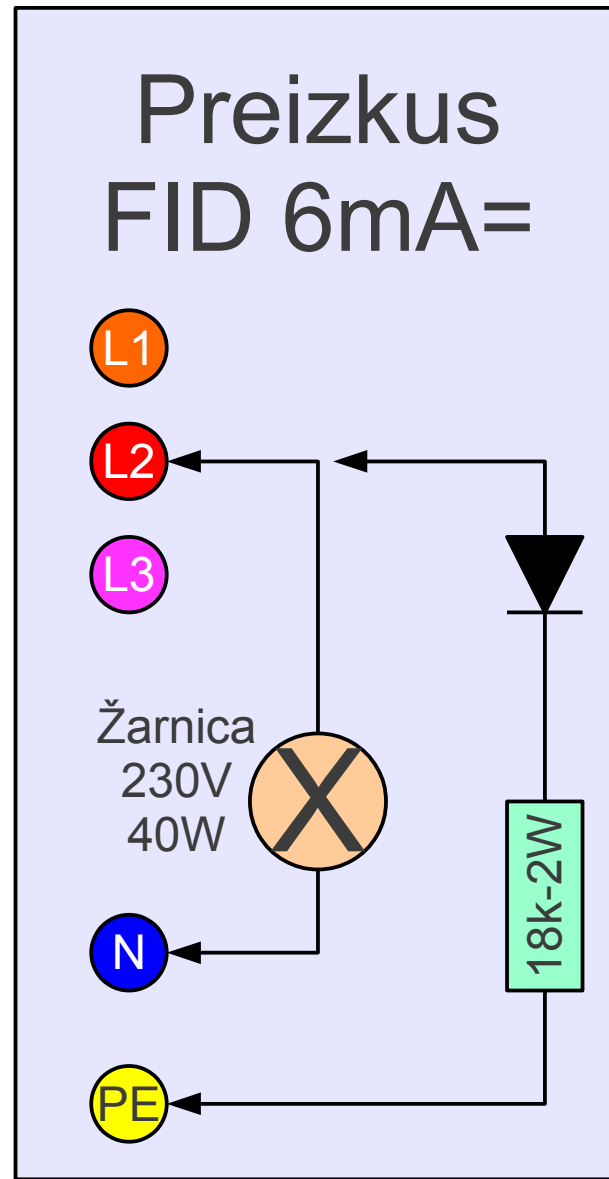 Preizkus
FID 6mA=
L1
L2
L3
Žarnica
230V
40W
X
18k-2W
N
PE